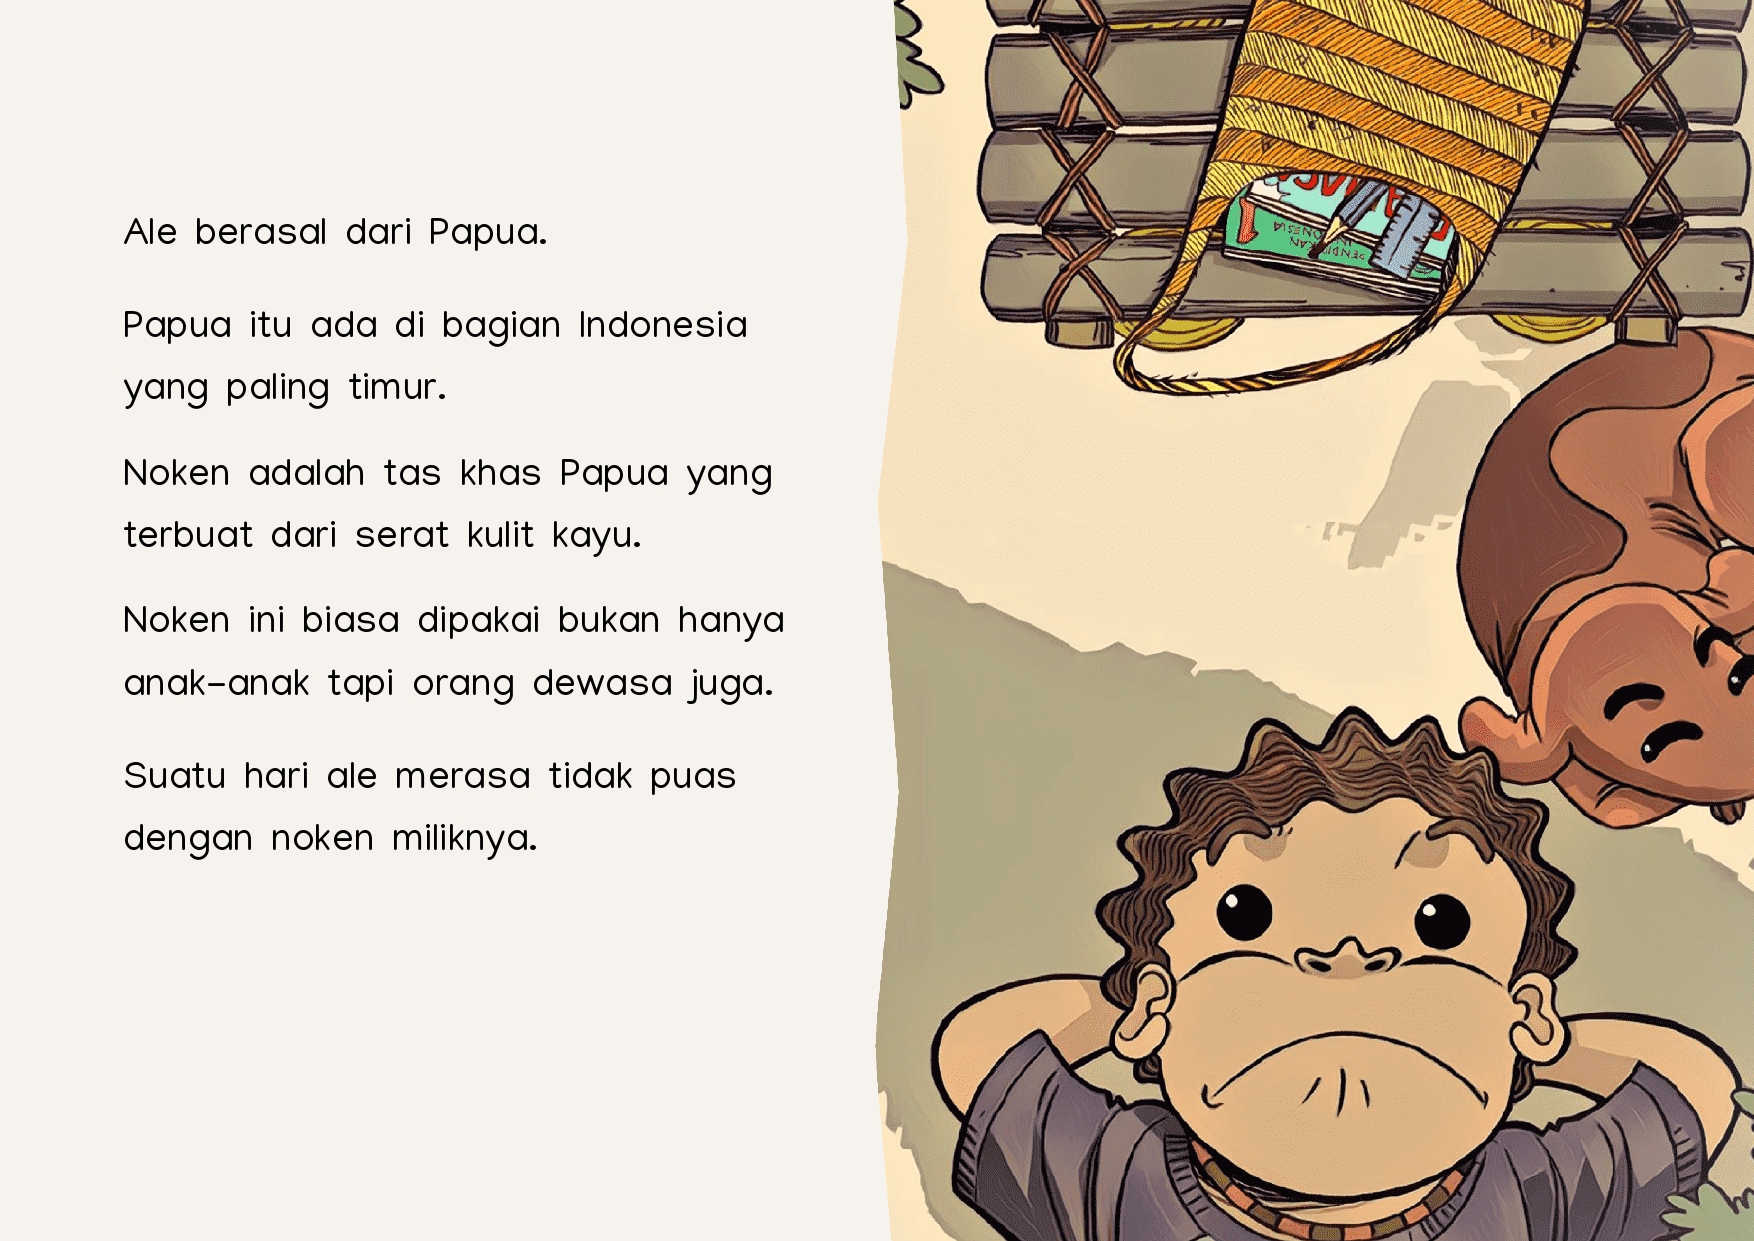 Ale berasal dari Papua.
Papua itu ada di bagian Indonesia
yang paling timur.
Noken adalah tas khas Papua yang
terbuat dari serat kulit kayu.
Noken ini biasa dipakai bukan hanya
anak-anak tapi orang dewasa juga.
Suatu hari ale merasa tidak puas
dengan noken miliknya.
INDONESIA